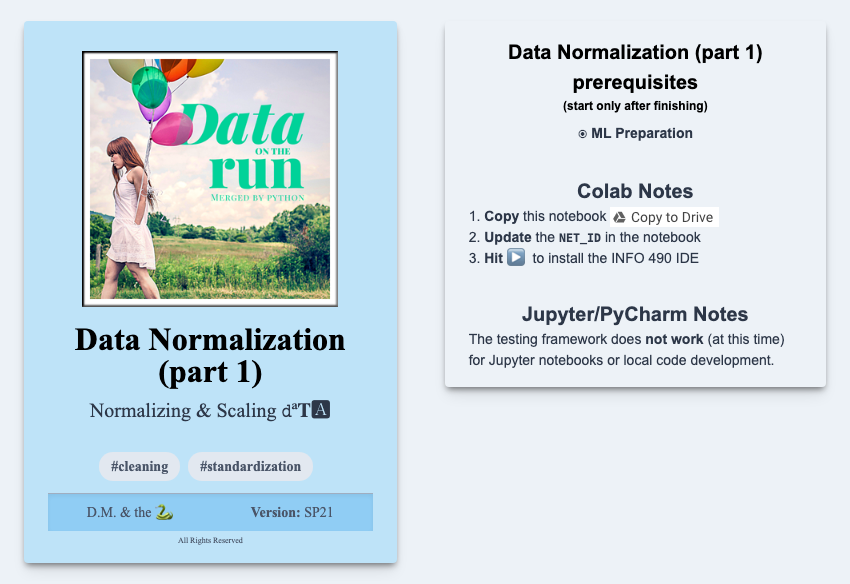 Data
ON THE
run
MERGED BY PYTHON
Data Normalization
(part 1)
Normalizing & Scaling dᵃ𝐓🅰
#cleaning
#standardization
D.M. & the 🐍
Version: SP21
All Rights Reserved
Data Normalization (part 1)
prerequisites
(start only after finishing)
⦿ ML Preparation
Colab Notes
1. Copy this notebook Copy to Drive
2. Update the NET_ID in the notebook
3. Hit ▶️ to install the INFO 490 IDE
Jupyter/PyCharm Notes
The testing framework does not work (at this time)
for Jupyter notebooks or local code development.